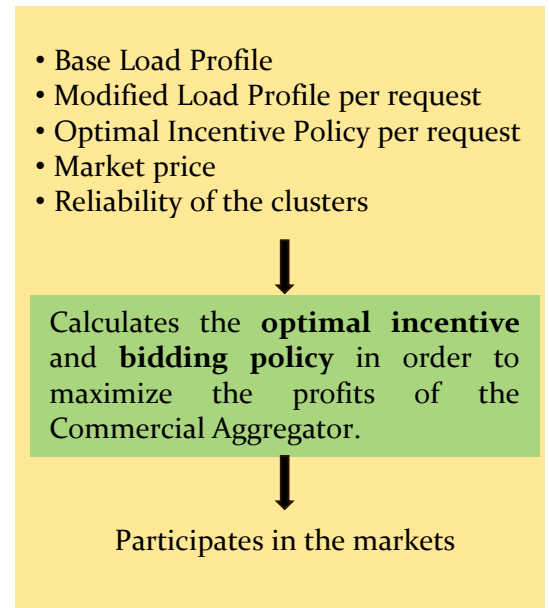 • Base Load Profile
• Modified Load Profile per request
• Optimal Incentive Policy per request
• Market price
• Reliability of the clusters
Calculates the optimal incentive
and bidding policy in order to
maximize the profits of the
Commercial Aggregator.
Participates in the markets